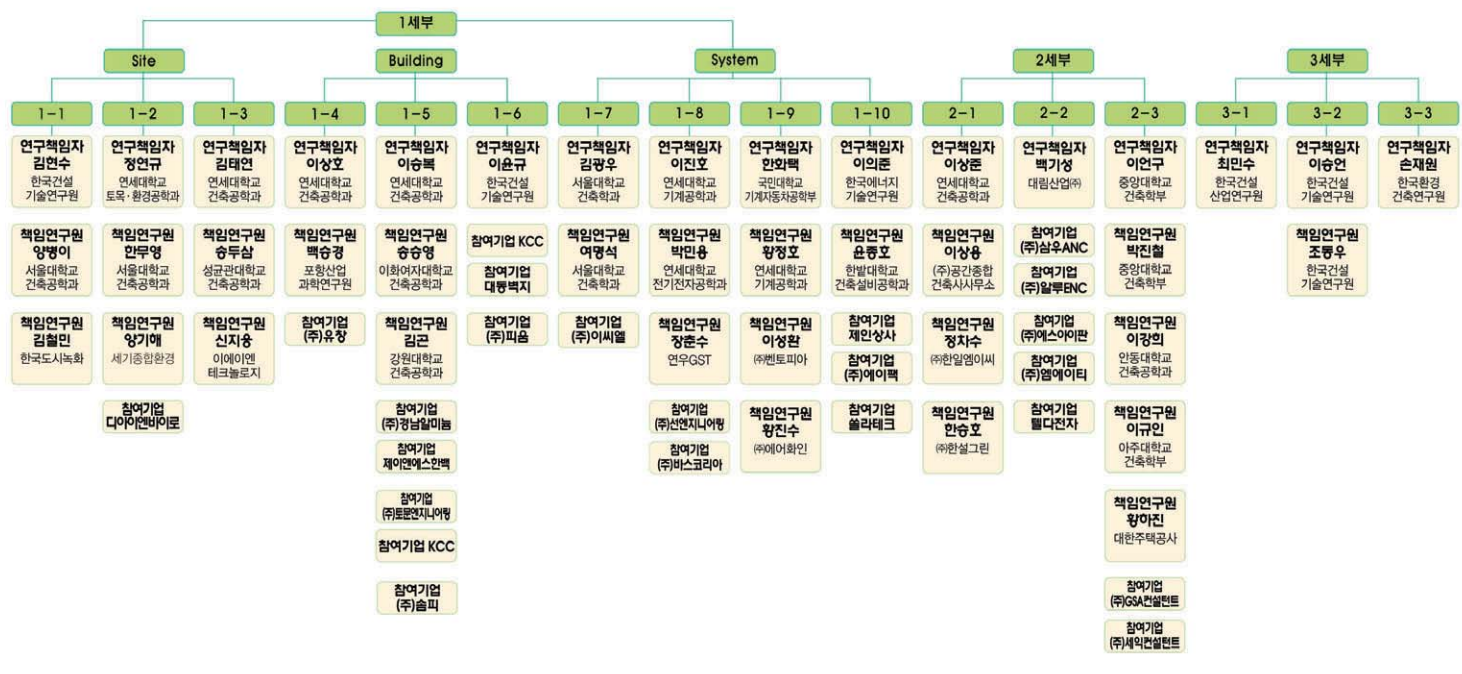 1세부
Site
Building
System
2세부
3세부
1-1
1-2
1-3
1-4
1-5
1-6
1-7
1-8
1-9
1-10
2-1
2-2
2-3
3-1
3-2
3-3
연구책임자
김현수
한국건설
기술연구원
연구책임자
정연규
연세대학교
토목·환경공학과
연구책임자
김태연
연세대학교
건축공학과
연구책임자
이상호
연세대학교
건축공학과
연구책임자
이승복
연세대학교
건축공학과
연구책임자
이윤규
한국건설
기술연구원
연구책임자
김광우
서울대학교
건축학과
연구책임자
이진호
연세대학교
기계공학과
연구책임자
한화택
국민대학교
기계자동차공학부
연구책임자
이의준
한국에너지
기술연구원
연구책임자
이상준
연세대학교
건축공학과
연구책임자
백기성
대림산업㈜
연구책임자
이언구
중앙대학교
건축학부
연구책임자
최민수
한국건설
산업연구원
연구책임자
이승언
한국건설
기술연구원
연구책임자
손재원
한국환경
건축연구원
책임연구원
양병이
서울대학교
건축공학과
책임연구원
한무영
서울대학교
건축공학과
책임연구원
송두삼
성균관대학교
건축공학과
책임연구원
백승경
포항산업
과학연구원
책임연구원
송승영
이화여자대학교
건축공학과
참여기업 KCC
참여기업
대동벽지
책임연구원
여명석
서울대학교
건축학과
책임연구원
박민용
연세대학교
전기전자공학과
책임연구원
황정호
연세대학교
기계공학과
책임연구원
윤종호
한밭대학교
건축설비공학과
책임연구원
이상용
(주)공간종합
건축사사무소
참여기업
(주)삼우ANC
참여기업
(주)알루ENC
책임연구원
박진철
중앙대학교
건축학부
책임연구원
조동우
한국건설
기술연구원
책임연구원
김철민
한국도시녹화
책임연구원
양기해
세기종합환경
책임연구원
신지웅
이에이엔
테크놀로지
참여기업
(주)유창
책임연구원
김곤
강원대학교
건축공학과
참여기업
(주)피움
참여기업
(주)이씨엘
책임연구원
장춘수
연우GST
책임연구원
이성환
㈜벤토피아
참여기업
제인상사
참여기업
(주)에이팩
책임연구원
정차수
㈜한일엠이씨
참여기업
(주)에스아이판
참여기업
(주)엠에이티
책임연구원
이강희
안동대학교
건축공학과
참여기업
디아이엔바이로
참여기업
(주)경남알미늄
참여기업
제이앤에스한백
참여기업
(주)선엔지니어링
참여기업
(주)바스코리아
책임연구원
황진수
㈜에어화인
참여기업
쏠라테크
책임연구원
한승호
㈜한설그린
참여기업
텔다전자
책임연구원
이규인
아주대학교
건축학부
참여기업
(주)토문엔지니어링
참여기업 KCC
참여기업
(주)솜피
책임연구원
황하진
대한주택공사
참여기업
(주)GSA컨설턴트
참여기업
(주)세익컨설턴트